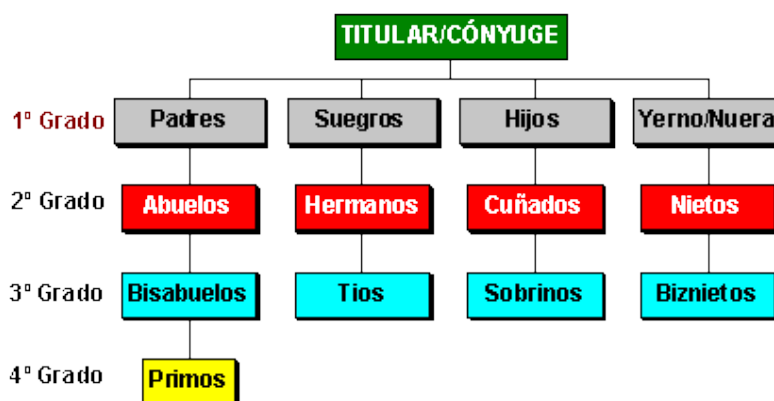 TITULAR/CÓNYUGE
1º Grado Padres Suegros Hijos Yerno/Nuera
2º Grado Abuelos Hermanos Cuñados Nietos
3º Grado Bisabuelos Tios Sobrinos Biznietos
4º Grado Primos